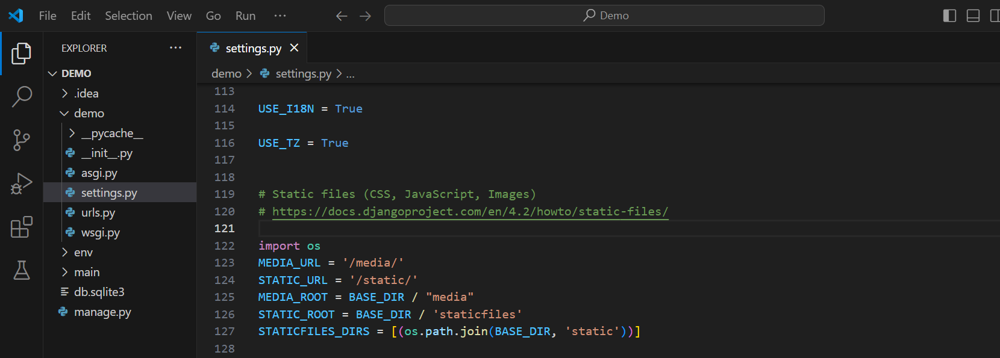 File Edit Selection View Go Run ···
Demo
EXPLORER ···
DEMO
.idea
demo
__pycache__
__init__.py
asgi.py
settings.py
urls.py
wsgi.py
env
main
db.sqlite3
manage.py
settings.py
demo > settings.py > ...
113
114 USE_I18N = True
115
116 USE_TZ = True
117
118
119 # Static files (CSS, JavaScript, Images)
120 # https://docs.djangoproject.com/en/4.2/howto/static-files/
121
122 import os
123 MEDIA_URL = '/media/'
124 STATIC_URL = '/static/'
125 MEDIA_ROOT = BASE_DIR / "media"
126 STATIC_ROOT = BASE_DIR / 'staticfiles'
127 STATICFILES_DIRS = [(os.path.join(BASE_DIR, 'static'))]
128